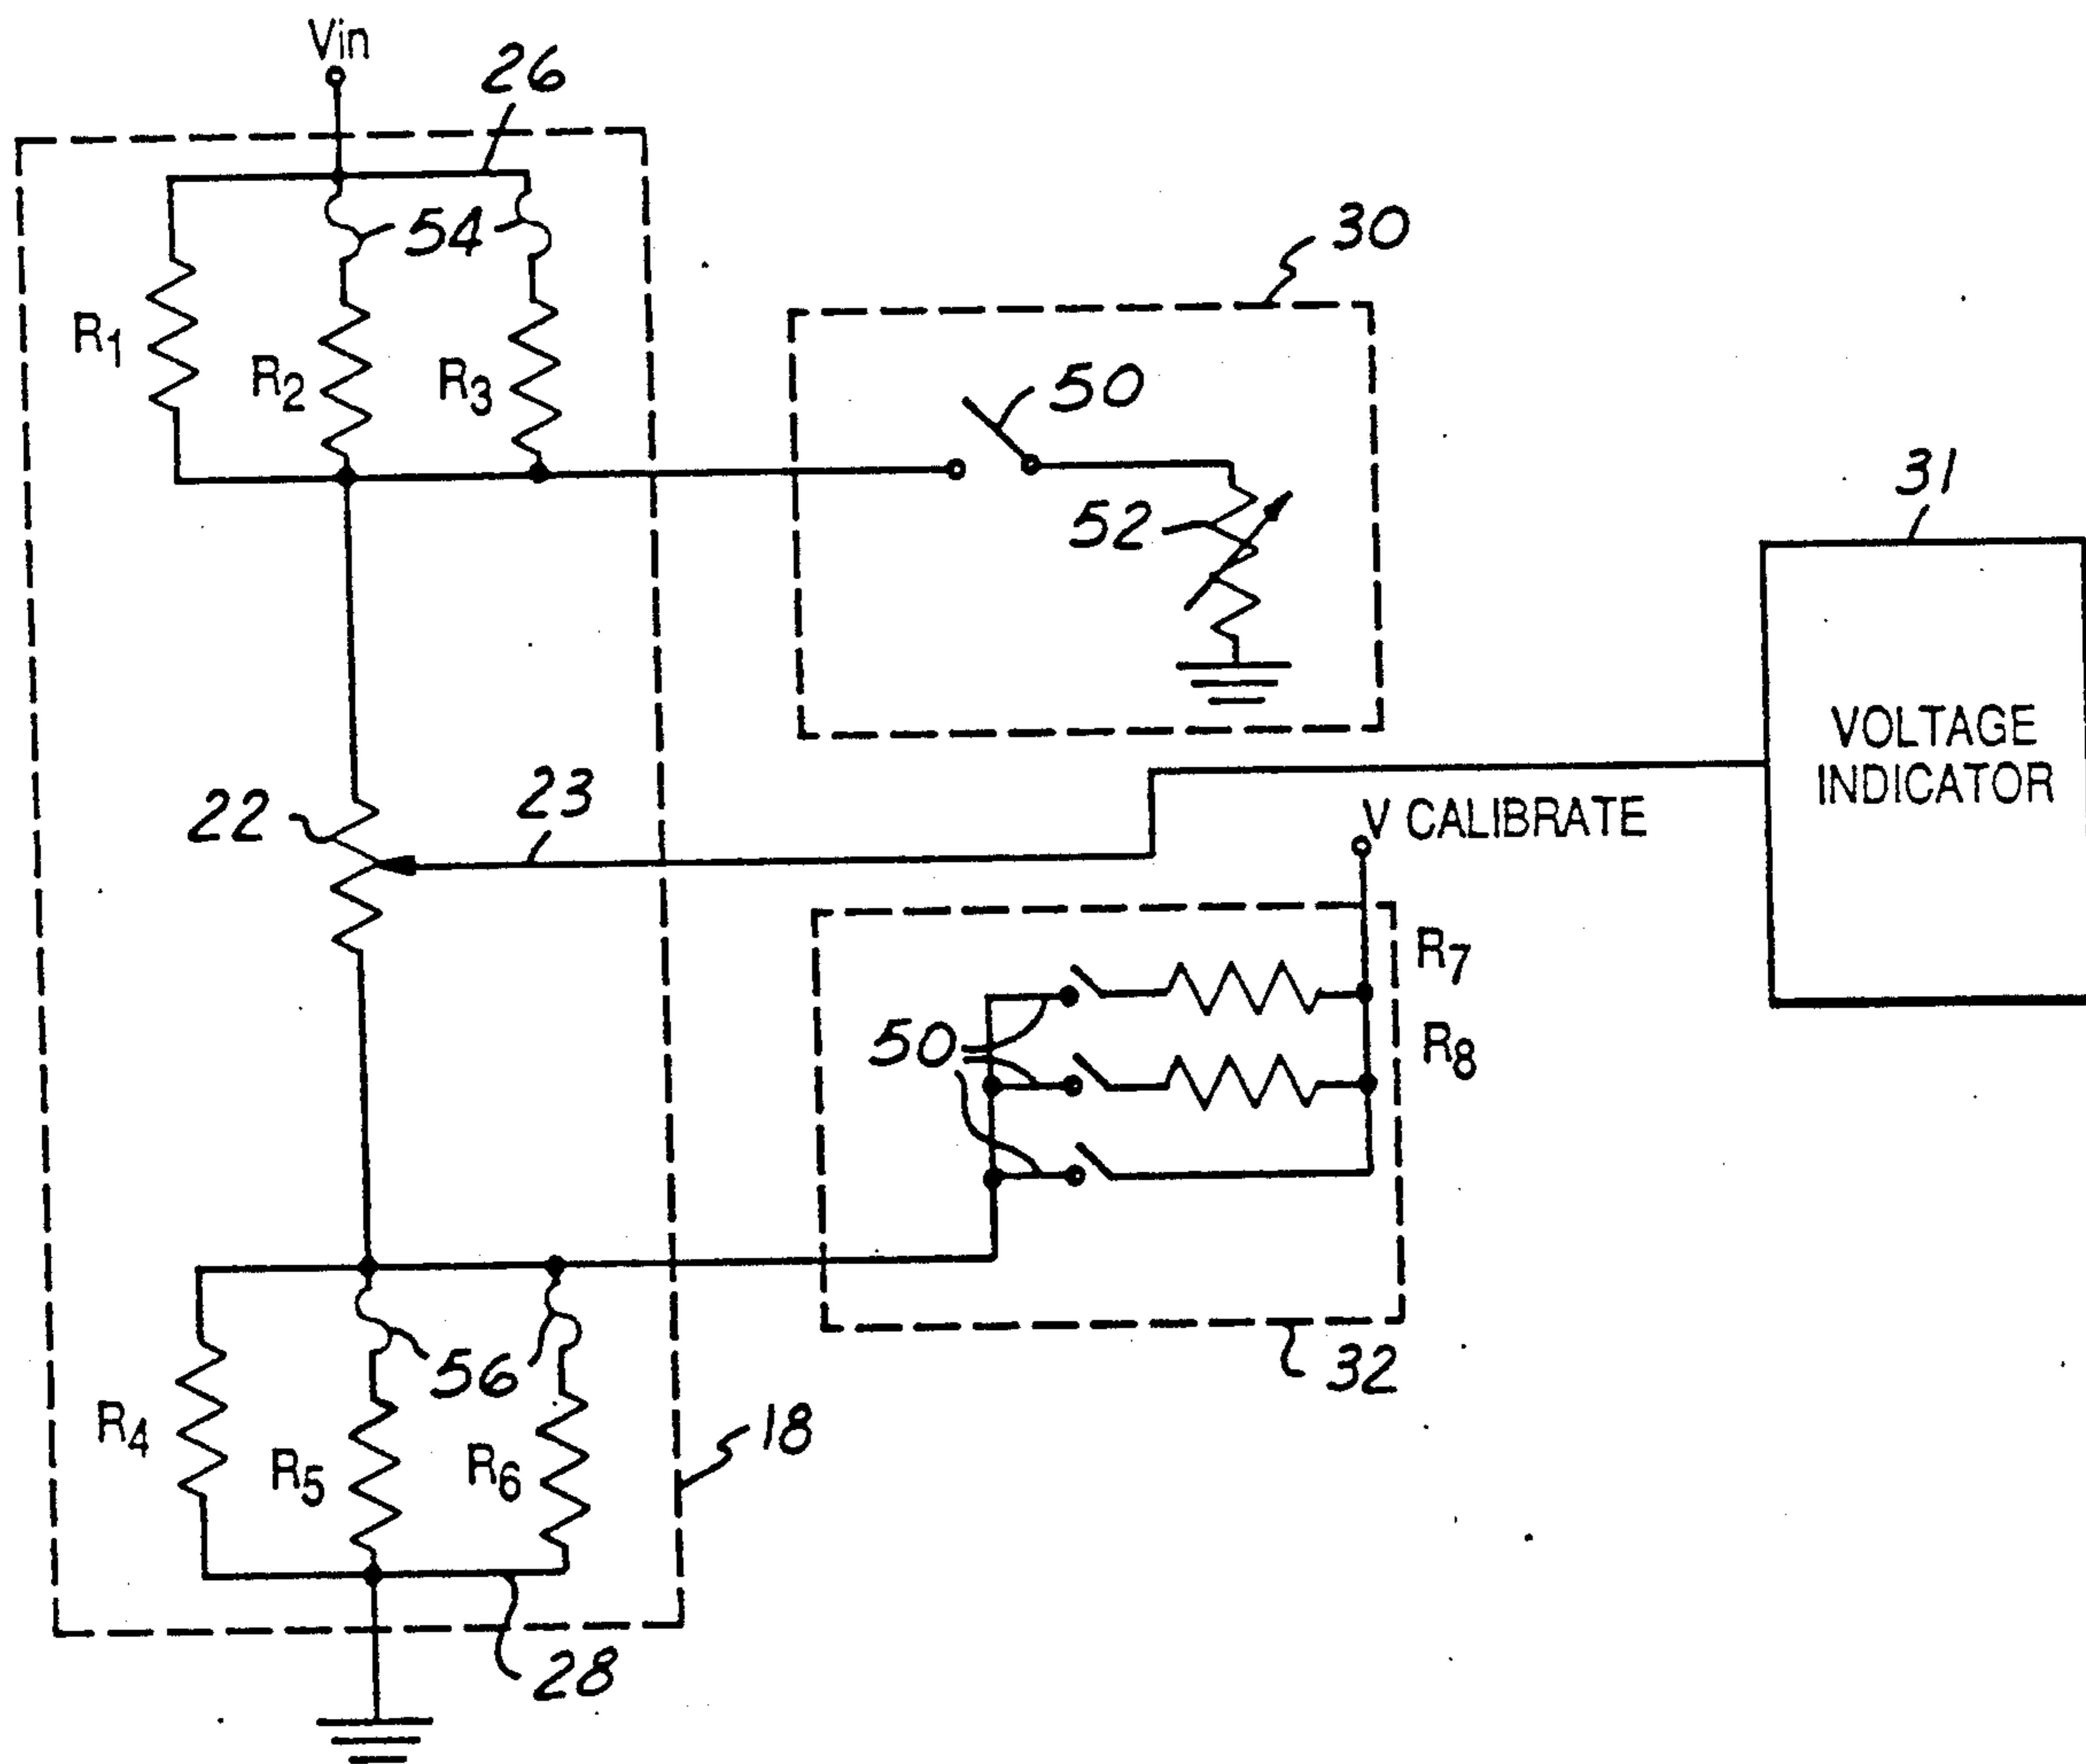 Vin
26
54
30
R1
R2
R3
50
52
31
VOLTAGE
INDICATOR
22
23
V CALIBRATE
R7
50
R8
56
32
R4
R5
R6
18
28